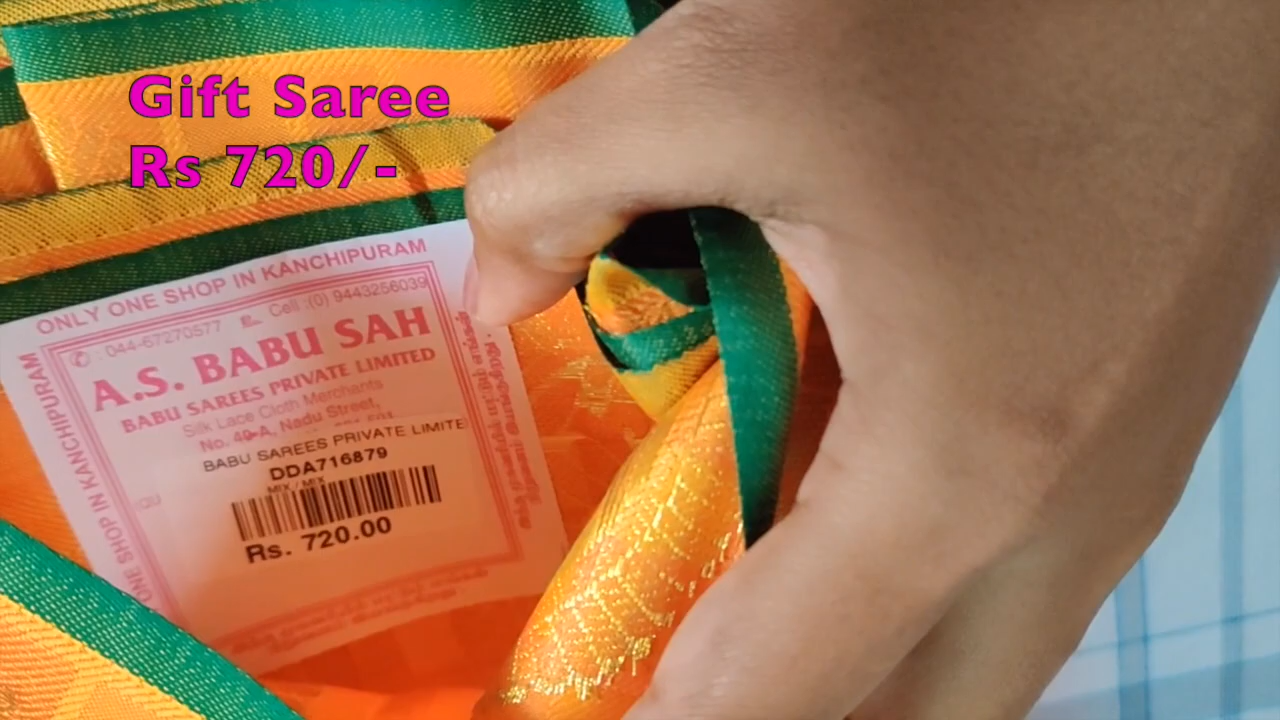 Gift Saree
Rs 720/-
ONLY ONE SHOP IN KANCHIPURAM
✆ : 044-67270577 Cell :(0) 9443256039
A.S. BABU SAH
BABU SAREES PRIVATE LIMITED
Silk Lace Cloth Merchants
No. 49-A, Nadu Street,
BABU SAREES PRIVATE LIMITE
DDA716879
MIX / MIX
Rs. 720.00
ONE SHOP IN KANCHIPURAM